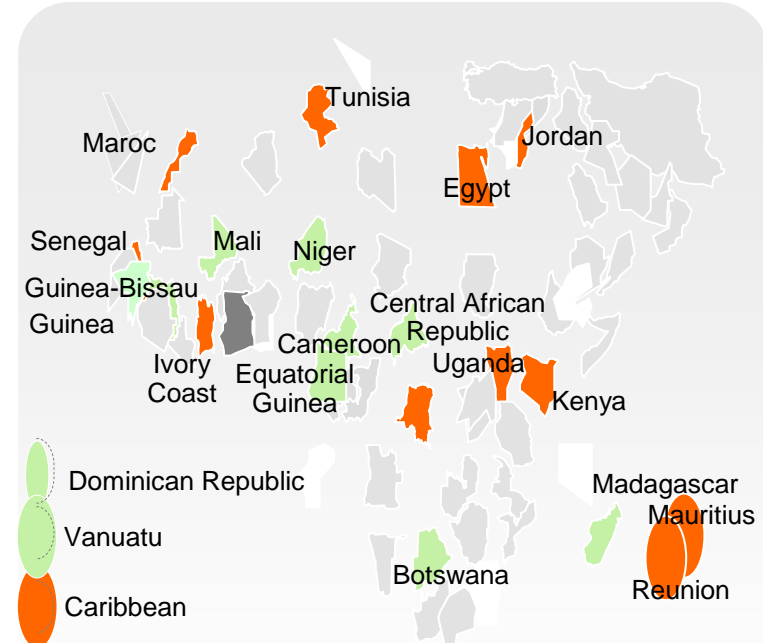 Tunisia
Maroc
Jordan
Egypt
Senegal
Mali
Niger
Guinea-Bissau
Guinea
Central African
Republic
Cameroon
Ivory
Coast
Equatorial
Guinea
Uganda
Kenya
Dominican Republic
Madagascar
Mauritius
Vanuatu
Botswana
Reunion
Caribbean